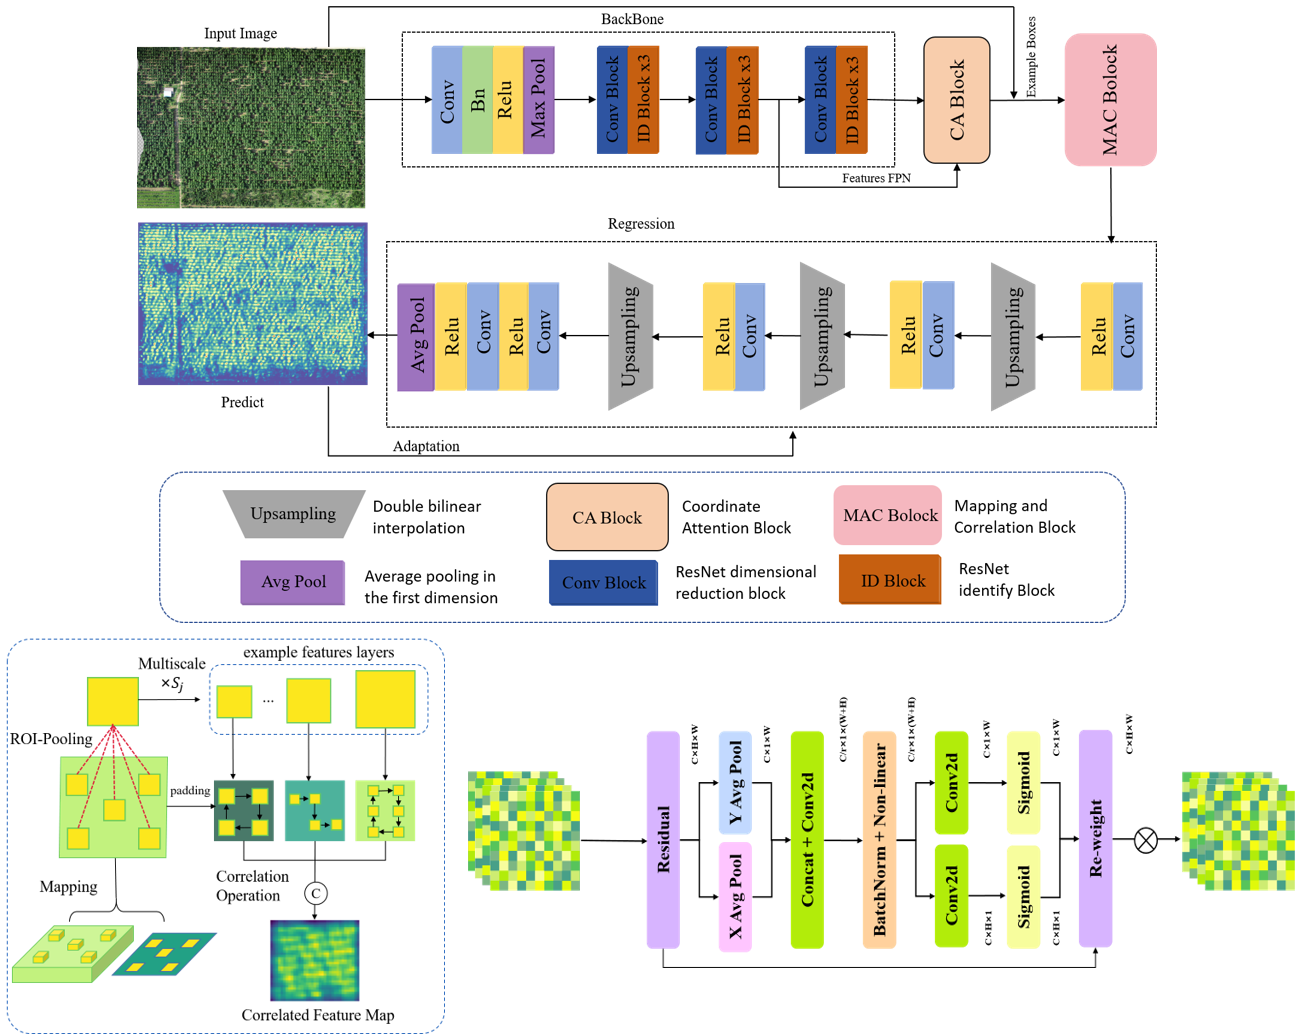 Input Image
BackBone
Conv
Bn
Relu
Max Pool
Conv Block
ID Block x3
Conv Block
ID Block x3
Conv Block
ID Block x3
CA Block
Example Boxes
MAC Bolock
Features FPN
Regression
Avg Pool
Relu
Conv
Relu
Conv
Upsampling
Relu
Conv
Upsampling
Relu
Conv
Upsampling
Relu
Conv
Predict
Adaptation
Upsampling
Double bilinear
interpolation
CA Block
Coordinate
Attention Block
MAC Bolock
Mapping and
Correlation Block
Avg Pool
Average pooling in
the first dimension
Conv Block
ResNet dimensional
reduction block
ID Block
ResNet
identify Block
Multiscale
×Sj
example features layers
...
ROI-Pooling
padding
Mapping
Correlation
Operation
C
Correlated Feature Map
Residual
C×H×W
Y Avg Pool
X Avg Pool
C×1×W
Concat + Conv2d
C/r×1×(W+H)
BatchNorm + Non-linear
C/r×1×(W+H)
Conv2d
Conv2d
C×1×W
C×H×1
Sigmoid
Sigmoid
C×1×W
C×H×1
Re-weight
C×H×W